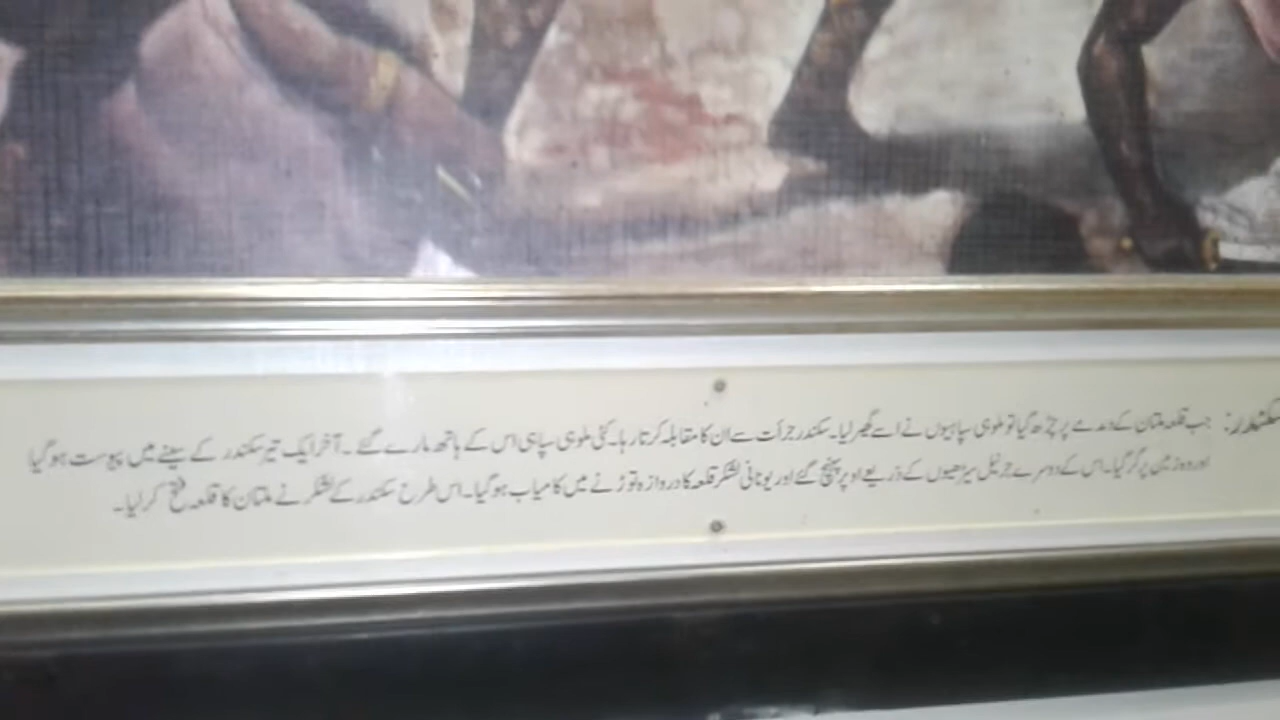 سکندر: جب قلعہ ملتان کے دمدمے پر چڑھ گیا تو ملوہی سپاہیوں نے اسے گھیر لیا۔ سکندر جرأت سے ان کا مقابلہ کرتا رہا۔ کئی ملوہی سپاہی اس کے ہاتھ مارے گئے۔ آخر ایک تیر سکندر کے سینے میں پیوست ہو گیا
اور وہ زمین پر گر گیا۔ اس کے دوسرے جرنیل سیڑھیوں کے ذریعے اوپر پہنچ گئے اور یونانی لشکر قلعہ کا دروازہ توڑنے میں کامیاب ہو گیا۔ اس طرح سکندر کے لشکر نے ملتان کا قلعہ فتح کر لیا۔